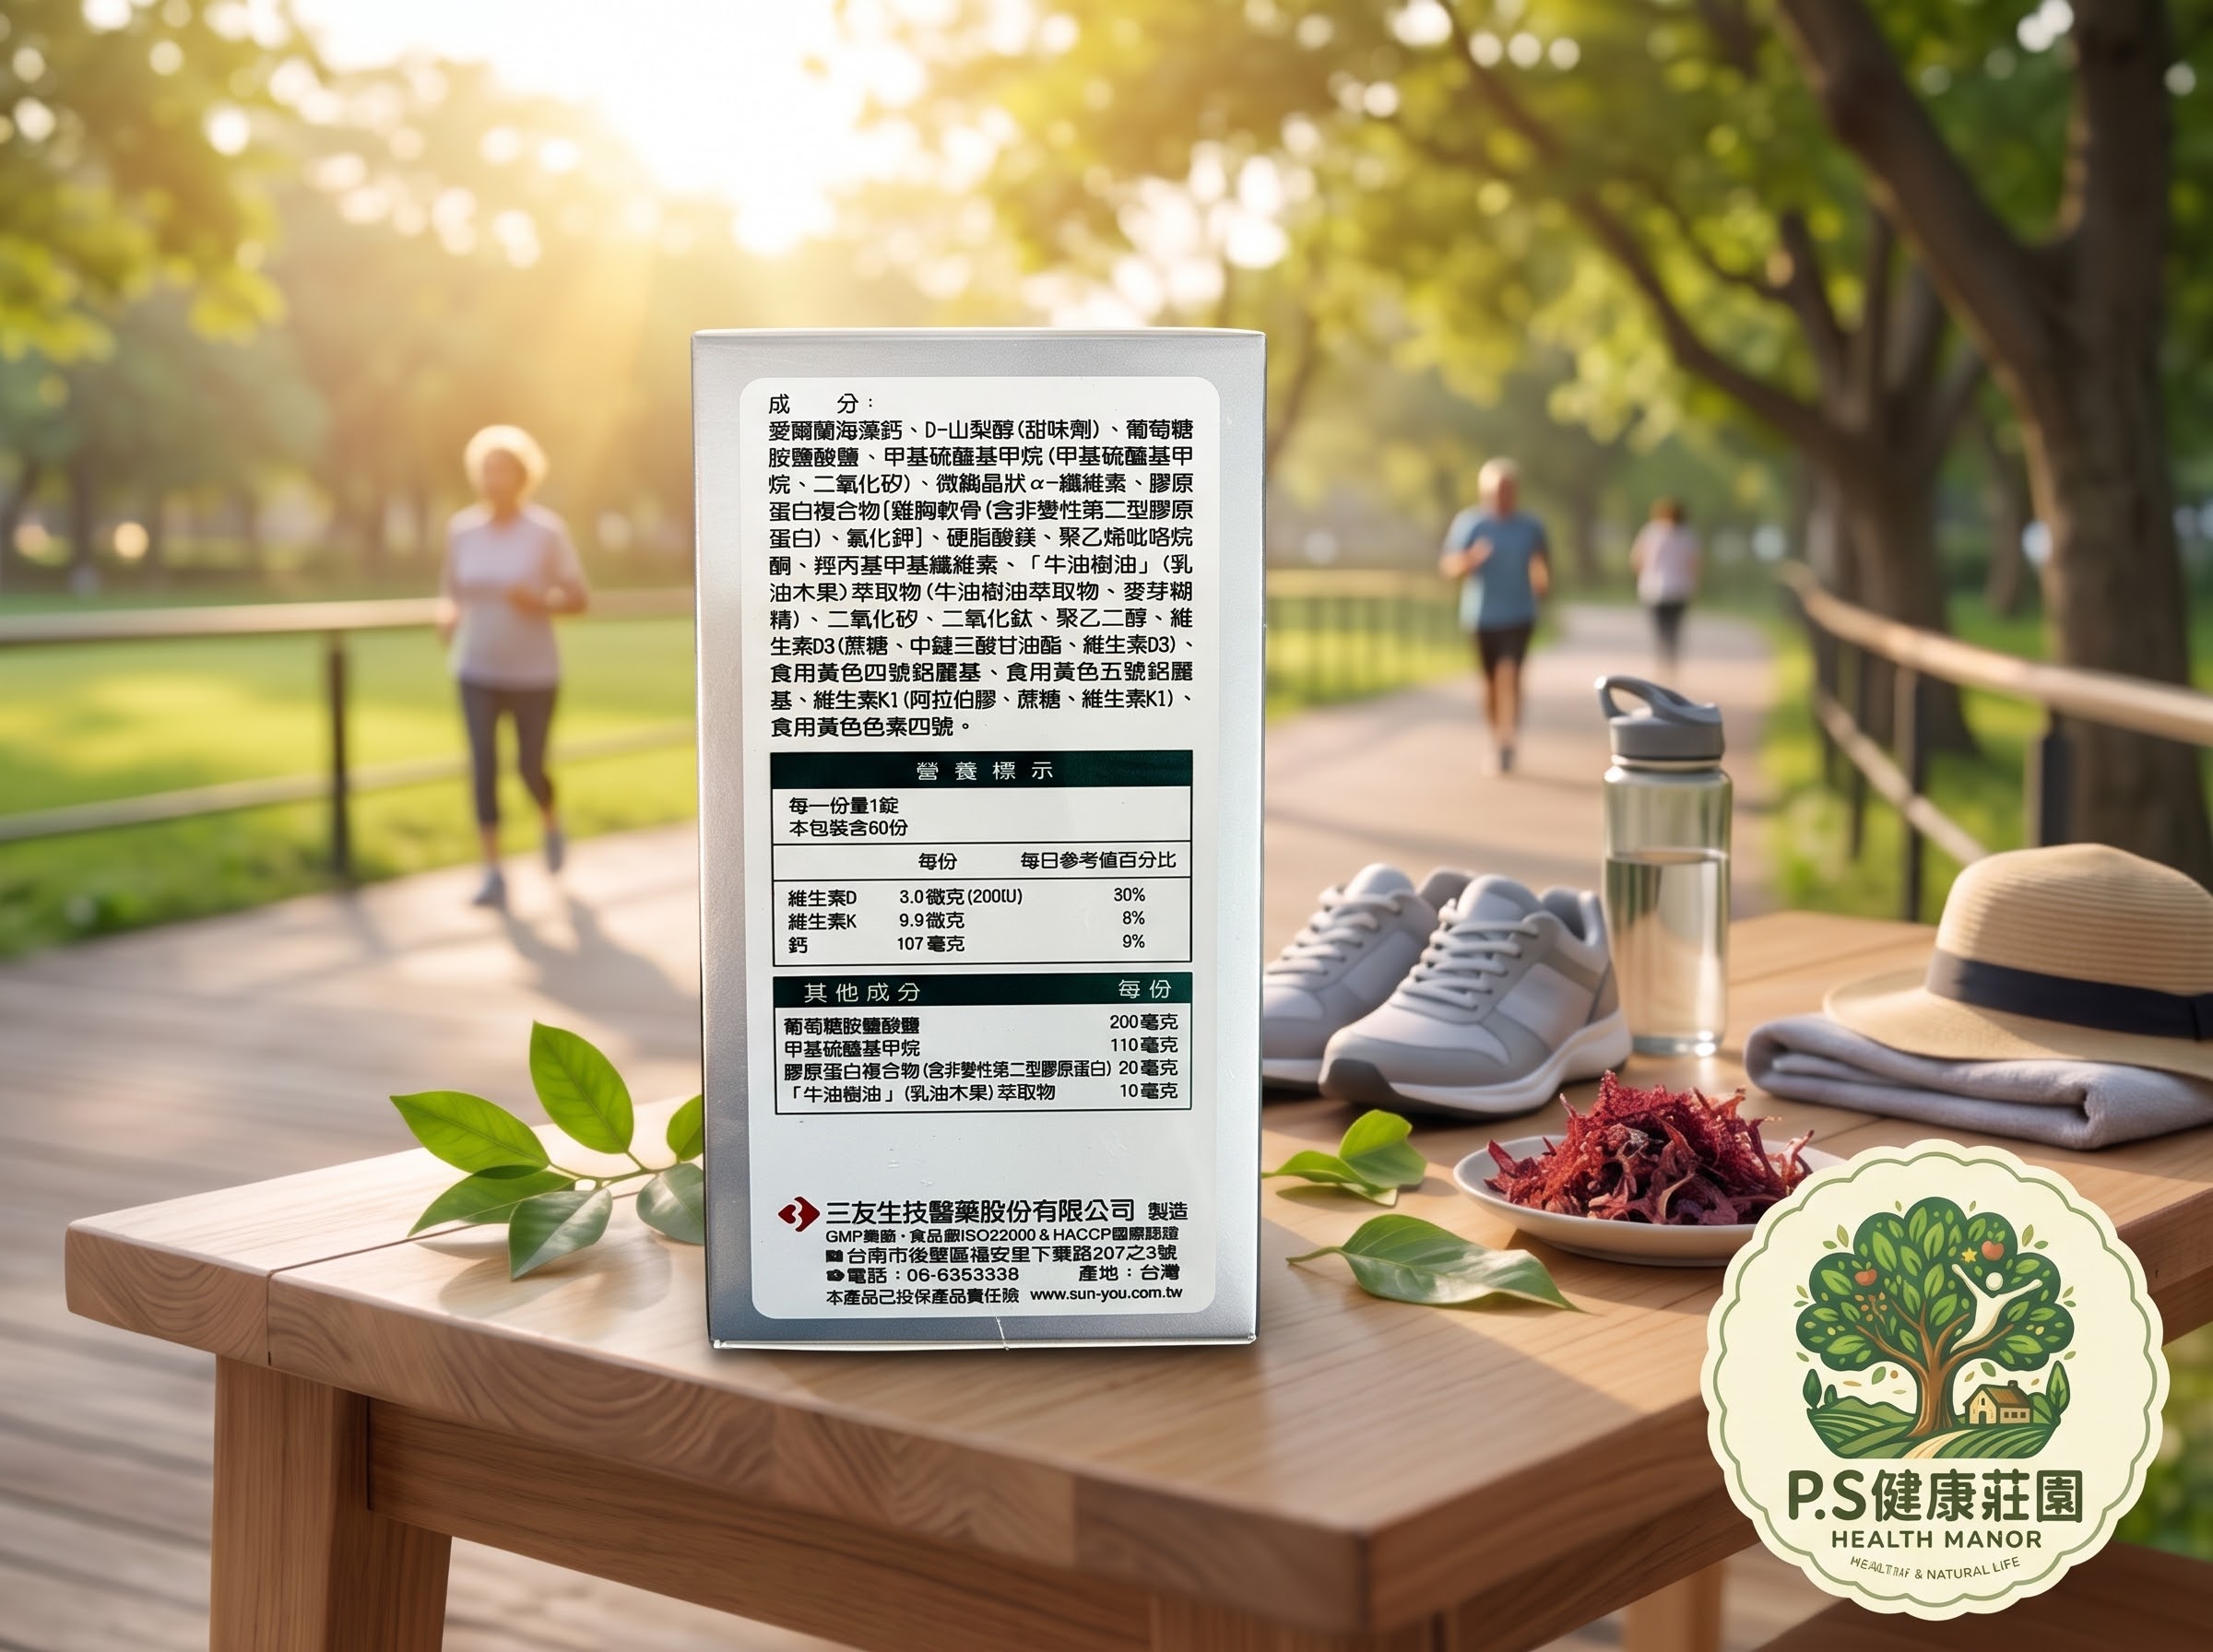 成　分：
愛爾蘭海藻鈣、D-山梨醇(甜味劑)、葡萄糖
胺鹽酸鹽、甲基硫醯基甲烷(甲基硫醯基甲
烷、二氧化矽)、微結晶狀α-纖維素、膠原
蛋白複合物[雞胸軟骨(含非變性第二型膠原
蛋白)、氯化鉀]、硬脂酸鎂、聚乙烯吡咯烷
酮、羥丙基甲基纖維素、「牛油樹油」(乳
油木果)萃取物(牛油樹油萃取物、麥芽糊
精)、二氧化矽、二氧化鈦、聚乙二醇、維
生素D3(蔗糖、中鏈三酸甘油酯、維生素D3)、
食用黃色四號鋁麗基、食用黃色五號鋁麗
基、維生素K1(阿拉伯膠、蔗糖、維生素K1)、
食用黃色色素四號。
營養標示
每一份量1錠
本包裝含60份
每份 每日參考值百分比
維生素D 3.0微克(200IU) 30%
維生素K 9.9微克 8%
鈣 107毫克 9%
其他成分 每份
葡萄糖胺鹽酸鹽 200毫克
甲基硫醯基甲烷 110毫克
膠原蛋白複合物(含非變性第二型膠原蛋白) 20毫克
「牛油樹油」(乳油木果)萃取物 10毫克
三友生技醫藥股份有限公司 製造
GMP藥廠·食品廠ISO22000 & HACCP國際認證
台南市後壁區福安里下寮路207之3號
電話：06-6353338 產地：台灣
本產品已投保產品責任險 www.sun-you.com.tw
P.S健康莊園
HEALTH MANOR
& NATURAL LIFE